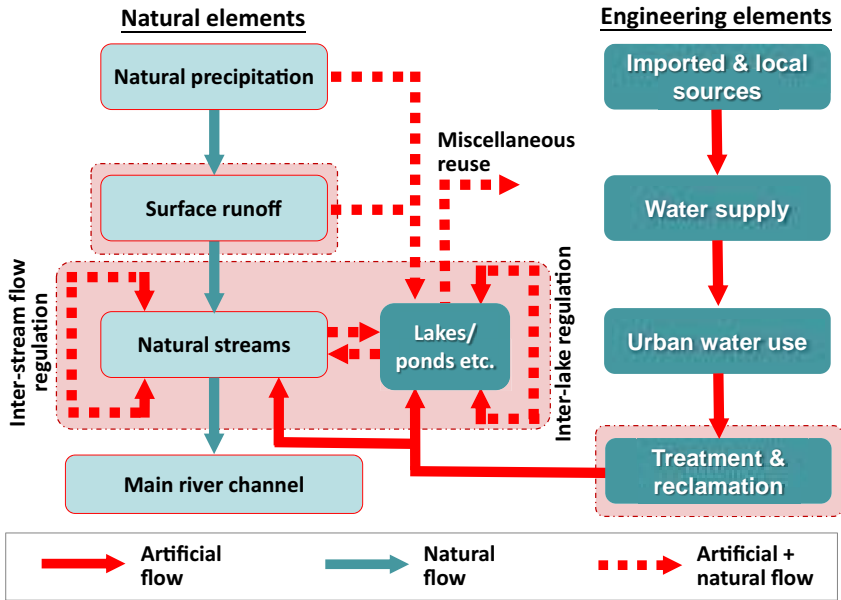 Natural elements
Engineering elements
Natural precipitation
Imported & local
sources
Miscellaneous
reuse
Surface runoff
Water supply
Inter-stream flow
regulation
Inter-lake regulation
Natural streams
Lakes/
ponds etc.
Urban water use
Main river channel
Treatment &
reclamation
Artificial
flow
Natural
flow
Artificial +
natural flow